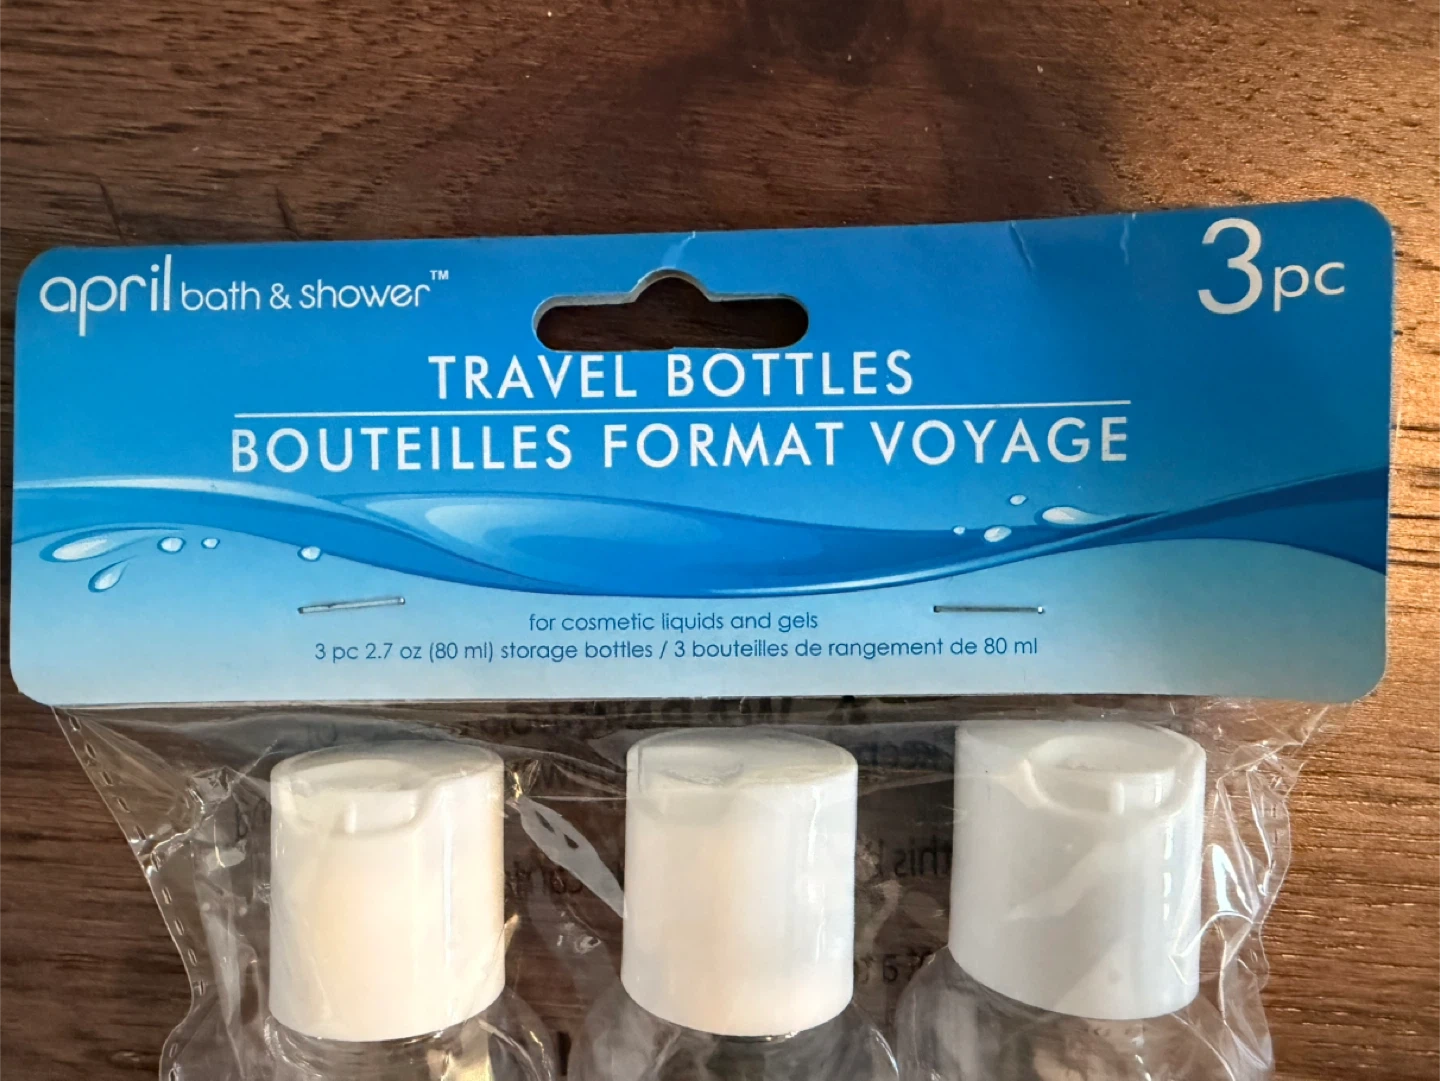 april bath & shower™
3pc
TRAVEL BOTTLES
BOUTEILLES FORMAT VOYAGE
for cosmetic liquids and gels
3 pc 2.7 oz (80 ml) storage bottles / 3 bouteilles de rangement de 80 ml
this